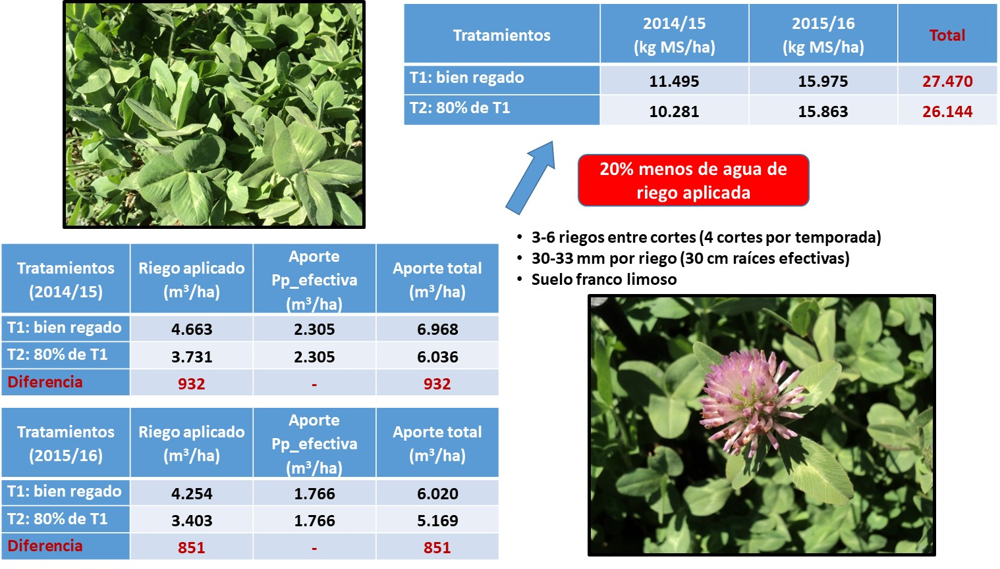 Tratamientos 2014/15 (kg MS/ha) 2015/16 (kg MS/ha) Total
T1: bien regado 11.495 15.975 27.470
T2: 80% de T1 10.281 15.863 26.144
20% menos de agua de
riego aplicada
• 3-6 riegos entre cortes (4 cortes por temporada)
• 30-33 mm por riego (30 cm raíces efectivas)
• Suelo franco limoso
Tratamientos (2014/15) Riego aplicado (m³/ha) Aporte Pp_efectiva (m³/ha) Aporte total (m³/ha)
T1: bien regado 4.663 2.305 6.968
T2: 80% de T1 3.731 2.305 6.036
Diferencia 932 - 932
Tratamientos (2015/16) Riego aplicado (m³/ha) Aporte Pp_efectiva (m³/ha) Aporte total (m³/ha)
T1: bien regado 4.254 1.766 6.020
T2: 80% de T1 3.403 1.766 5.169
Diferencia 851 - 851